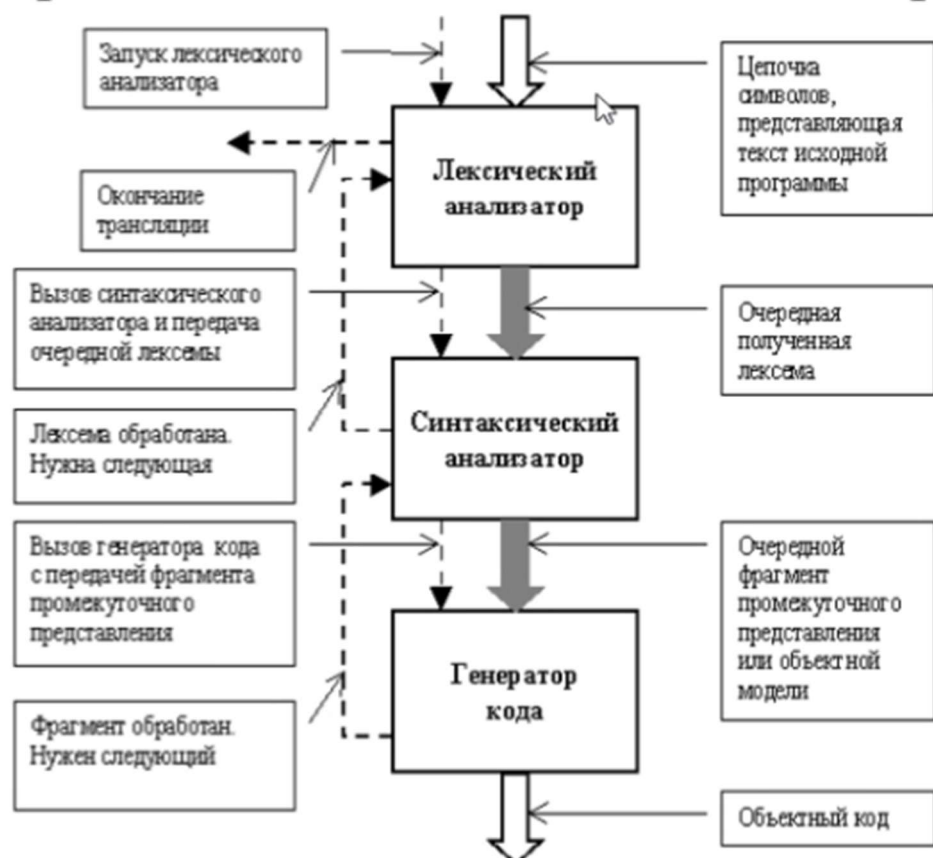 Запуск лексического
анализатора
Цепочка
символов,
представляющая
текст исходной
программы
Лексический
анализатор
Окончание
трансляции
Вызов синтаксического
анализатора и передача
очередной лексемы
Очередная
полученная
лексема
Синтаксический
анализатор
Лексема обработана.
Нужна следующая
Вызов генератора кода
с передачей фрагмента
промежуточного
представления
Очередной
фрагмент
промежуточного
представления
или объектной
модели
Генератор
кода
Фрагмент обработан.
Нужен следующий
Объектный код